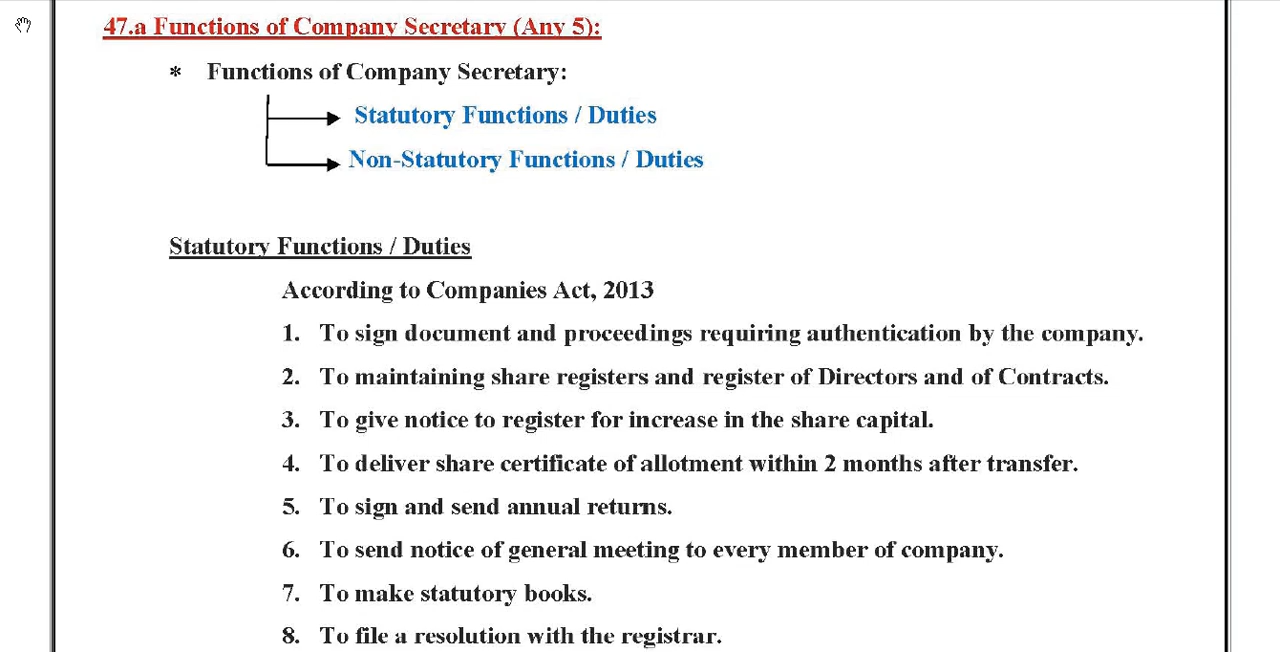 47.a Functions of Company Secretary (Any 5):
* Functions of Company Secretary:
Statutory Functions / Duties
Non-Statutory Functions / Duties
Statutory Functions / Duties
According to Companies Act, 2013
1. To sign document and proceedings requiring authentication by the company.
2. To maintaining share registers and register of Directors and of Contracts.
3. To give notice to register for increase in the share capital.
4. To deliver share certificate of allotment within 2 months after transfer.
5. To sign and send annual returns.
6. To send notice of general meeting to every member of company.
7. To make statutory books.
8. To file a resolution with the registrar.